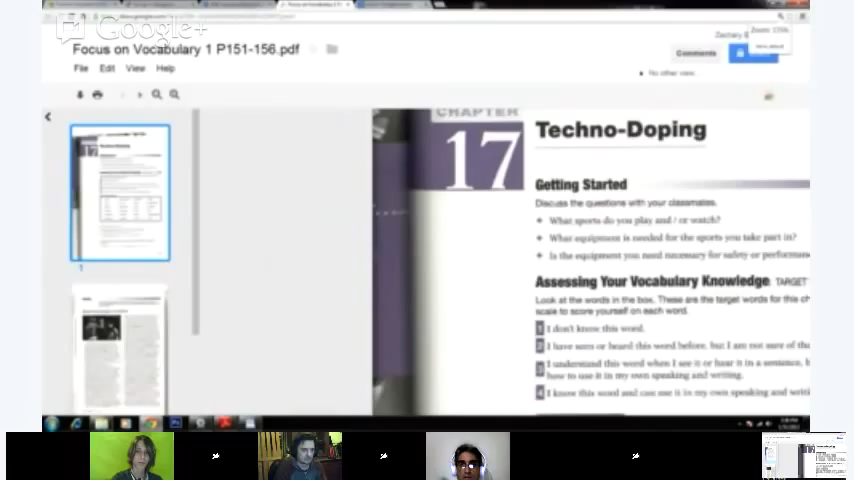 Google+
Focus on Vocabulary 1 P151-156.pdf
Comments
File Edit View Help
No other view...
CHAPTER
17
Techno-Doping
Getting Started
Discuss the questions with your classmates.
What sports do you play and / or watch?
What equipment is needed for the sports you take part in?
Is the equipment you need necessary for safety or performan
Assessing Your Vocabulary Knowledge: TARGET
Look at the words in the box. These are the target words for this ch
scale to score yourself on each word.
1 I don't know this word.
2 I have seen or heard this word before, but I am not sure of th
3 I understand this word when I see it or hear it in a sentence, b
how to use it in my own speaking and writing.
4 I know this word and can use it in my own speaking and writi
1